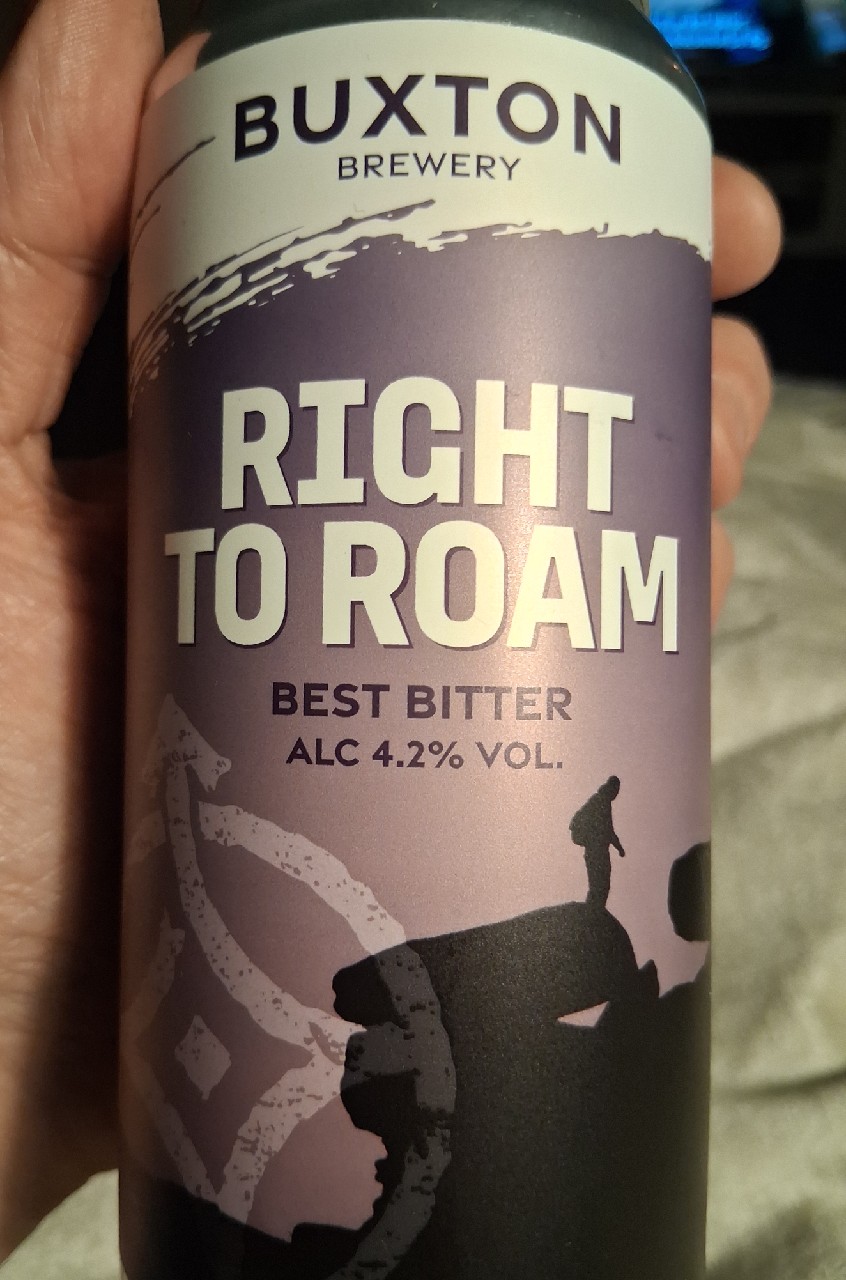 BUXTON
BREWERY
RIGHT
TO ROAM
BEST BITTER
ALC 4.2% VOL.